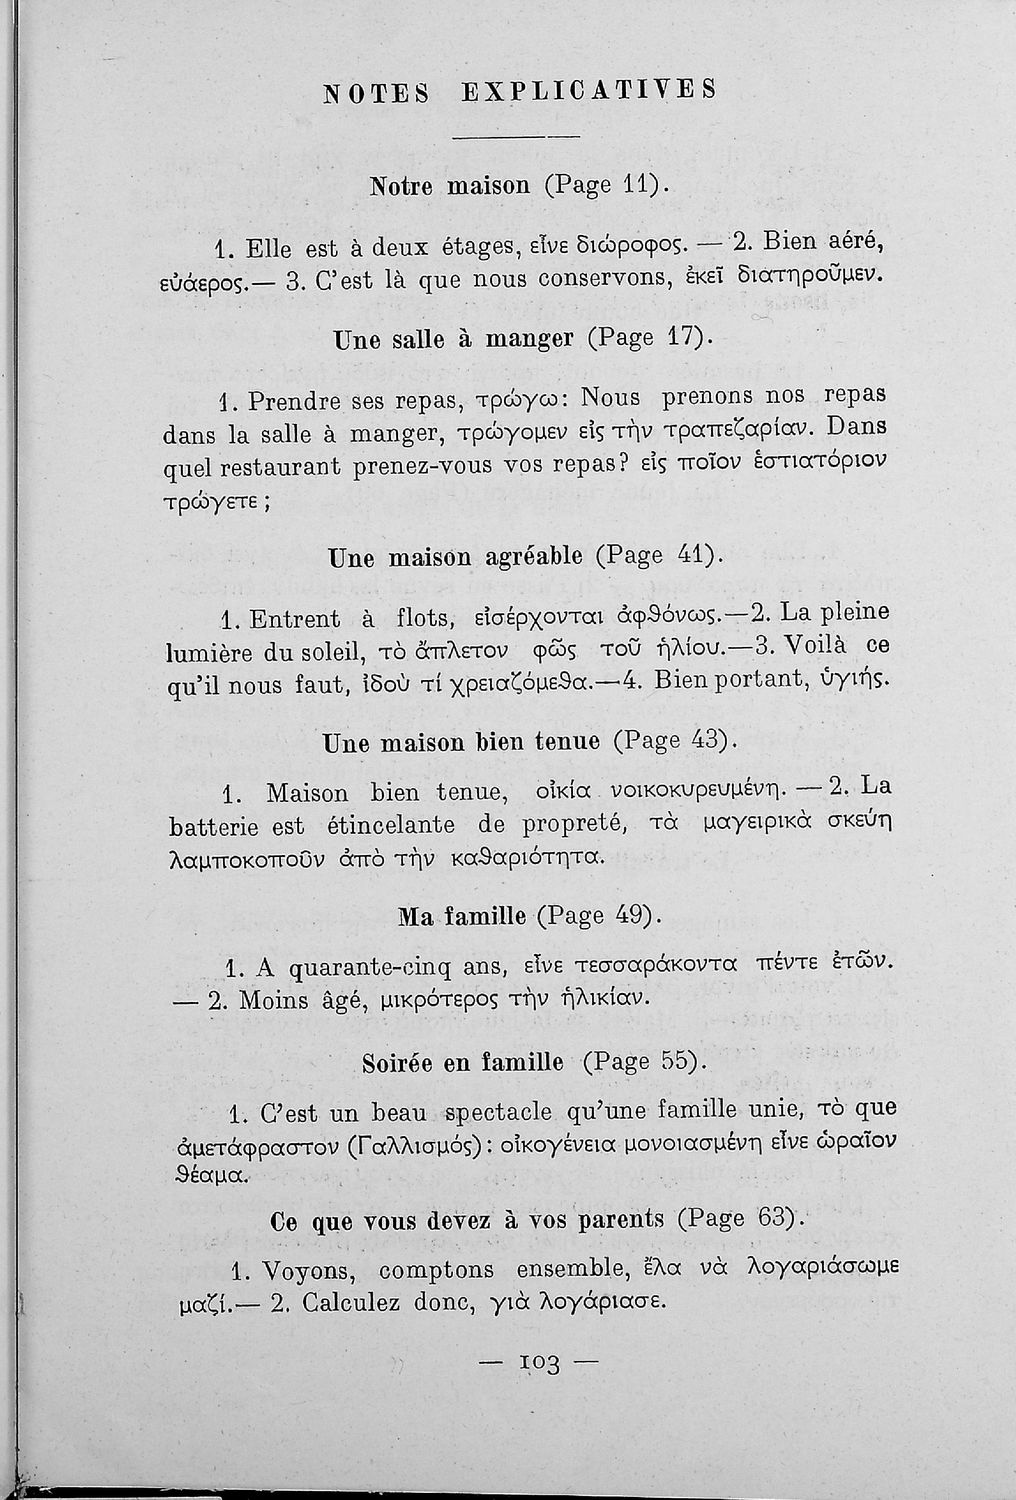 NOTES EXPLICATIVES
Notre maison (Page 11).
1. Elle est à deux étages, εἶνε διώροφος. — 2. Bien aéré,
εὐάερος.— 3. C'est là que nous conservons, ἐκεῖ διατηροῦμεν.
Une salle à manger (Page 17).
1. Prendre ses repas, τρώγω: Nous prenons nos repas
dans la salle à manger, τρώγομεν εἰς τὴν τραπεζαρίαν. Dans
quel restaurant prenez-vous vos repas? εἰς ποῖον ἑστιατόριον
τρώγετε ;
Une maison agréable (Page 41).
1. Entrent à flots, εἰσέρχονται ἀφθόνως.—2. La pleine
lumière du soleil, τὸ ἄπλετον φῶς τοῦ ἡλίου.—3. Voilà ce
qu'il nous faut, ἰδοὺ τί χρειαζόμεθα.—4. Bien portant, ὑγιής.
Une maison bien tenue (Page 43).
1. Maison bien tenue, οἰκία νοικοκυρευμένη. — 2. La
batterie est étincelante de propreté, τὰ μαγειρικὰ σκεύη
λαμποκοποῦν ἀπὸ τὴν καθαριότητα.
Ma famille (Page 49).
1. A quarante-cinq ans, εἶνε τεσσαράκοντα πέντε ἐτῶν.
— 2. Moins âgé, μικρότερος τὴν ἡλικίαν.
Soirée en famille (Page 55).
1. C'est un beau spectacle qu'une famille unie, τὸ que
ἀμετάφραστον (Γαλλισμός): οἰκογένεια μονοιασμένη εἶνε ὡραῖον
θέαμα.
Ce que vous devez à vos parents (Page 63).
1. Voyons, comptons ensemble, ἔλα νὰ λογαριάσωμε
μαζί.— 2. Calculez donc, γιὰ λογάριασε.
— 103 —